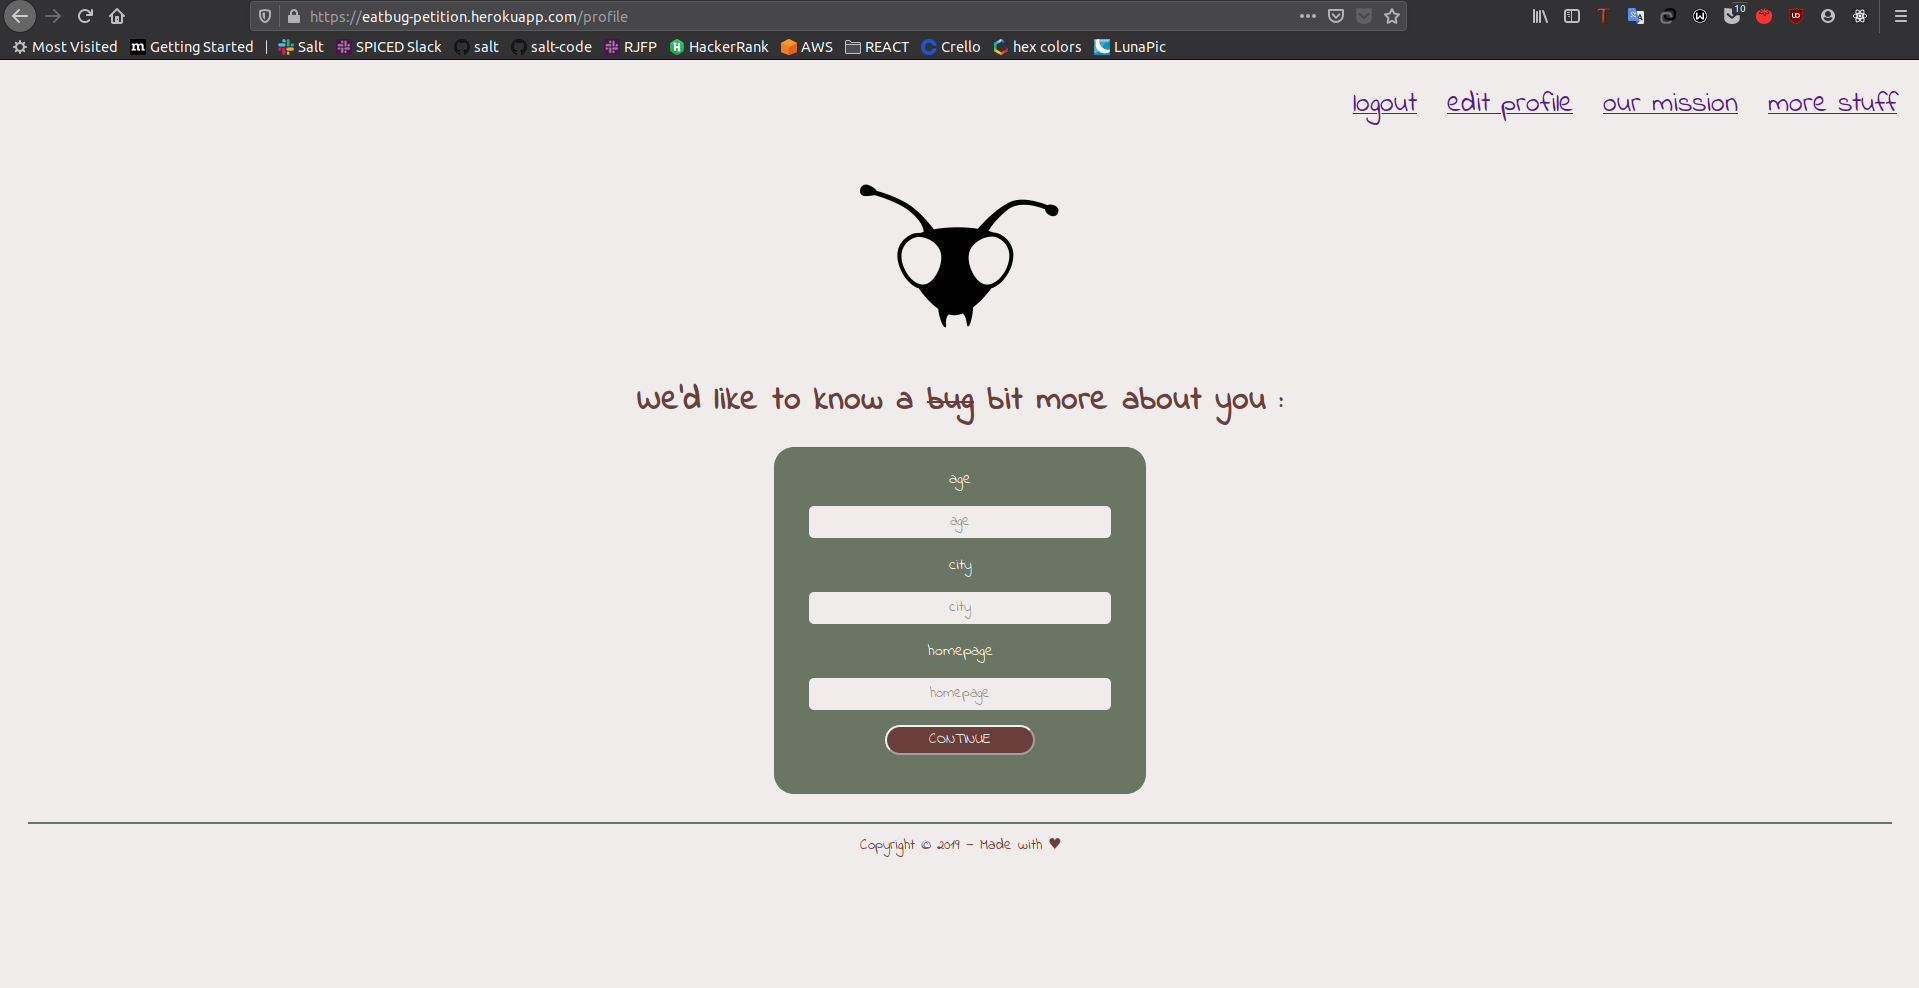 https://eatbug-petition.herokuapp.com/profile
10
Most Visited m Getting Started Salt SPICED Slack salt salt-code RJFP HackerRank AWS REACT Crello hex colors LunaPic
logout edit profile our mission more stuff
We'd like to know a bug bit more about you :
age
age
city
city
homepage
homepage
CONTINUE
Copyright © 2019 - Made with ♥